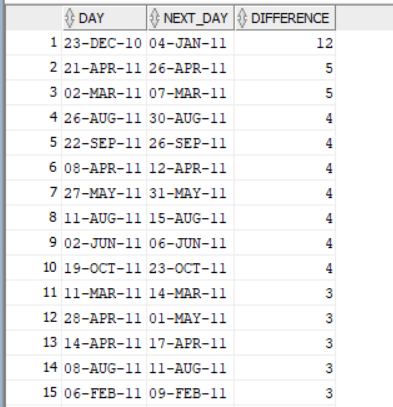 DAY NEXT_DAY DIFFERENCE
1 23-DEC-10 04-JAN-11 12
2 21-APR-11 26-APR-11 5
3 02-MAR-11 07-MAR-11 5
4 26-AUG-11 30-AUG-11 4
5 22-SEP-11 26-SEP-11 4
6 08-APR-11 12-APR-11 4
7 27-MAY-11 31-MAY-11 4
8 11-AUG-11 15-AUG-11 4
9 02-JUN-11 06-JUN-11 4
10 19-OCT-11 23-OCT-11 4
11 11-MAR-11 14-MAR-11 3
12 28-APR-11 01-MAY-11 3
13 14-APR-11 17-APR-11 3
14 08-AUG-11 11-AUG-11 3
15 06-FEB-11 09-FEB-11 3